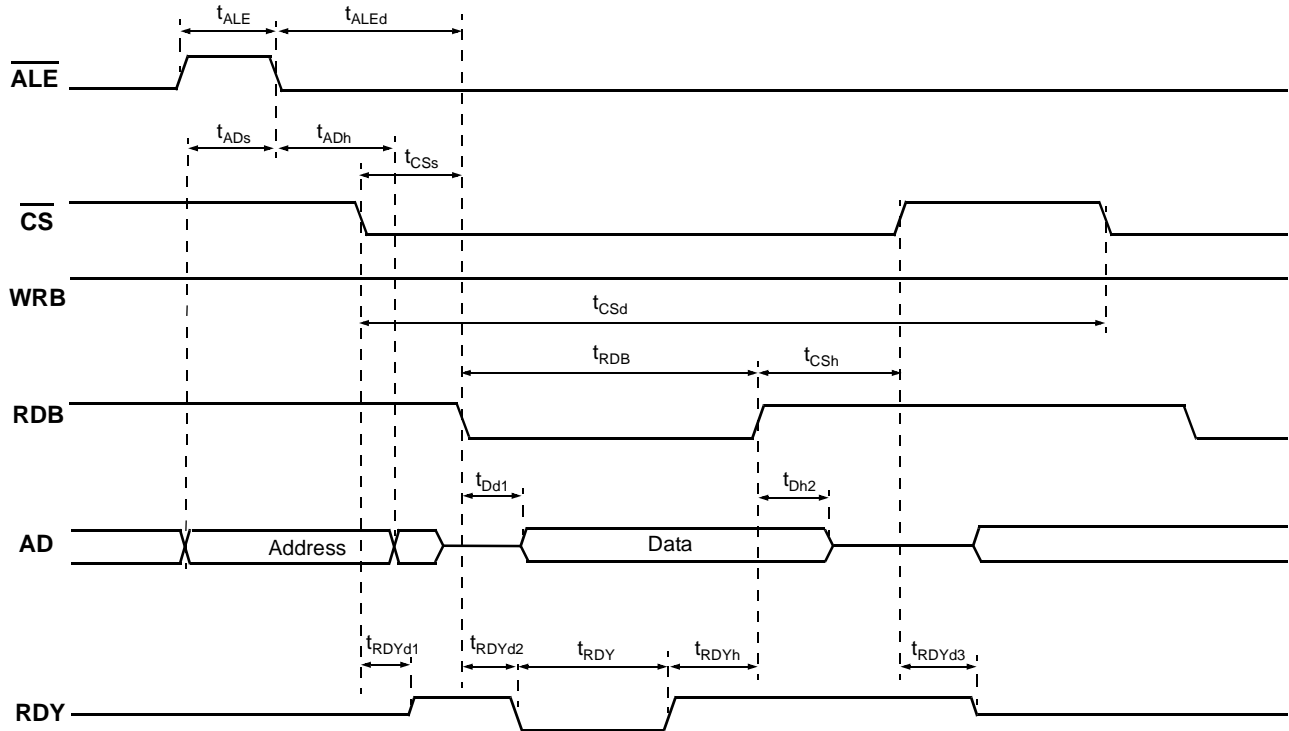 tALE tALEd
ALE
tADs tADh
tCSs
CS
WRB
tCSd
tRDB tCSh
RDB
tDd1 tDh2
AD Address Data
tRDYd1 tRDYd2 tRDY tRDYh tRDYd3
RDY